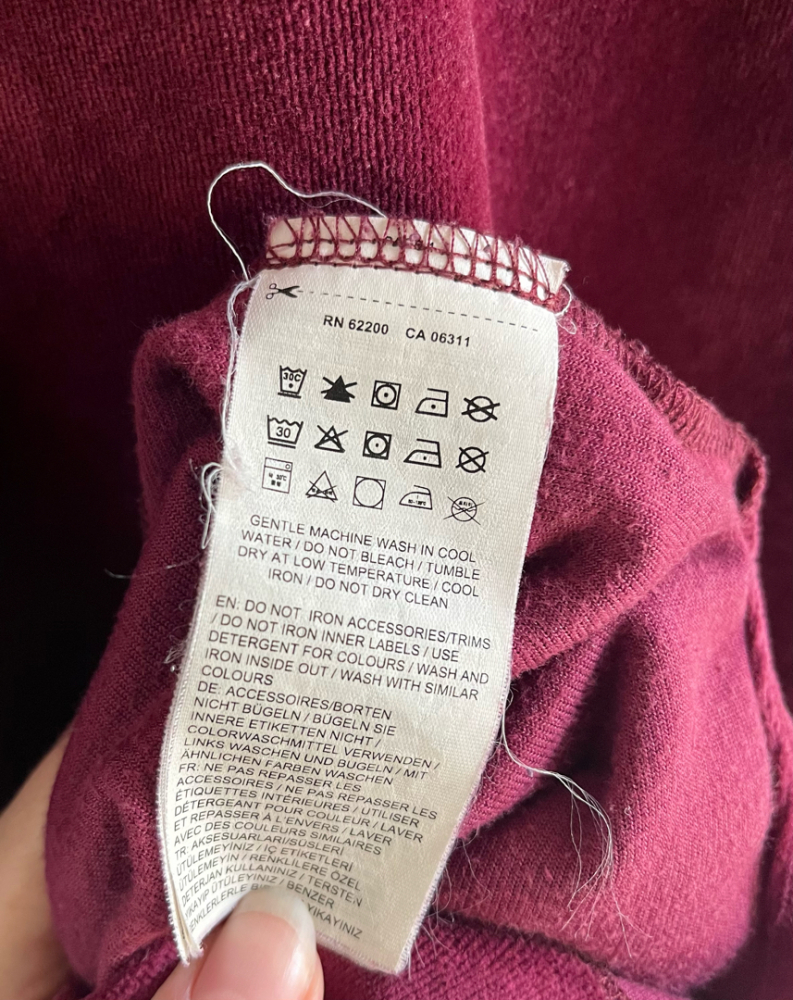 RN 62200 CA 06311
30C
30
GENTLE MACHINE WASH IN COOL
WATER / DO NOT BLEACH / TUMBLE
DRY AT LOW TEMPERATURE / COOL
IRON / DO NOT DRY CLEAN
EN: DO NOT IRON ACCESSORIES/TRIMS
/ DO NOT IRON INNER LABELS / USE
DETERGENT FOR COLOURS / WASH AND
IRON INSIDE OUT / WASH WITH SIMILAR
COLOURS
DE: ACCESSOIRES/BORTEN
NICHT BÜGELN / BÜGELN SIE
INNERE ETIKETTEN NICHT /
COLORWASCHMITTEL VERWENDEN /
LINKS WASCHEN UND BÜGELN / MIT
ÄHNLICHEN FARBEN WASCHEN
FR: NE PAS REPASSER LES
ACCESSOIRES / NE PAS REPASSER LES
ÉTIQUETTES INTÉRIEURES / UTILISER
DÉTERGEANT POUR COULEUR / LAVER
ET REPASSER À L'ENVERS / LAVER
AVEC DES COULEURS SIMILAIRES
TR: AKSESUARLARI/SÜSLERİ
ÜTÜLEMEYİNİZ / İÇ ETİKETLERİ
ÜTÜLEMEYİN / RENKLİLERE ÖZEL
DETERJAN KULLANINIZ / TERSTEN
YIKAYIP ÜTÜLEYİNİZ / BENZER
RENKLERLERLE YIKAYINIZ